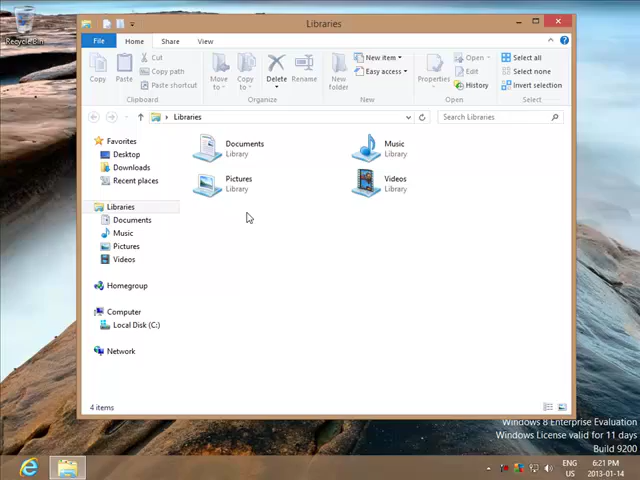 Recycle Bin
Libraries
File
Home
Share
View
Copy
Paste
Cut
Copy path
Paste shortcut
Clipboard
Move to
Copy to
Delete
Rename
Organize
New folder
New item
Easy access
New
Properties
Open
Edit
History
Open
Select all
Select none
Invert selection
Select
Libraries
Search Libraries
Favorites
Desktop
Downloads
Recent places
Libraries
Documents
Music
Pictures
Videos
Homegroup
Computer
Local Disk (C:)
Network
Documents
Library
Music
Library
Pictures
Library
Videos
Library
4 items
Windows 8 Enterprise Evaluation
Windows License valid for 11 days
Build 9200
ENG
US
6:21 PM
2013-01-14